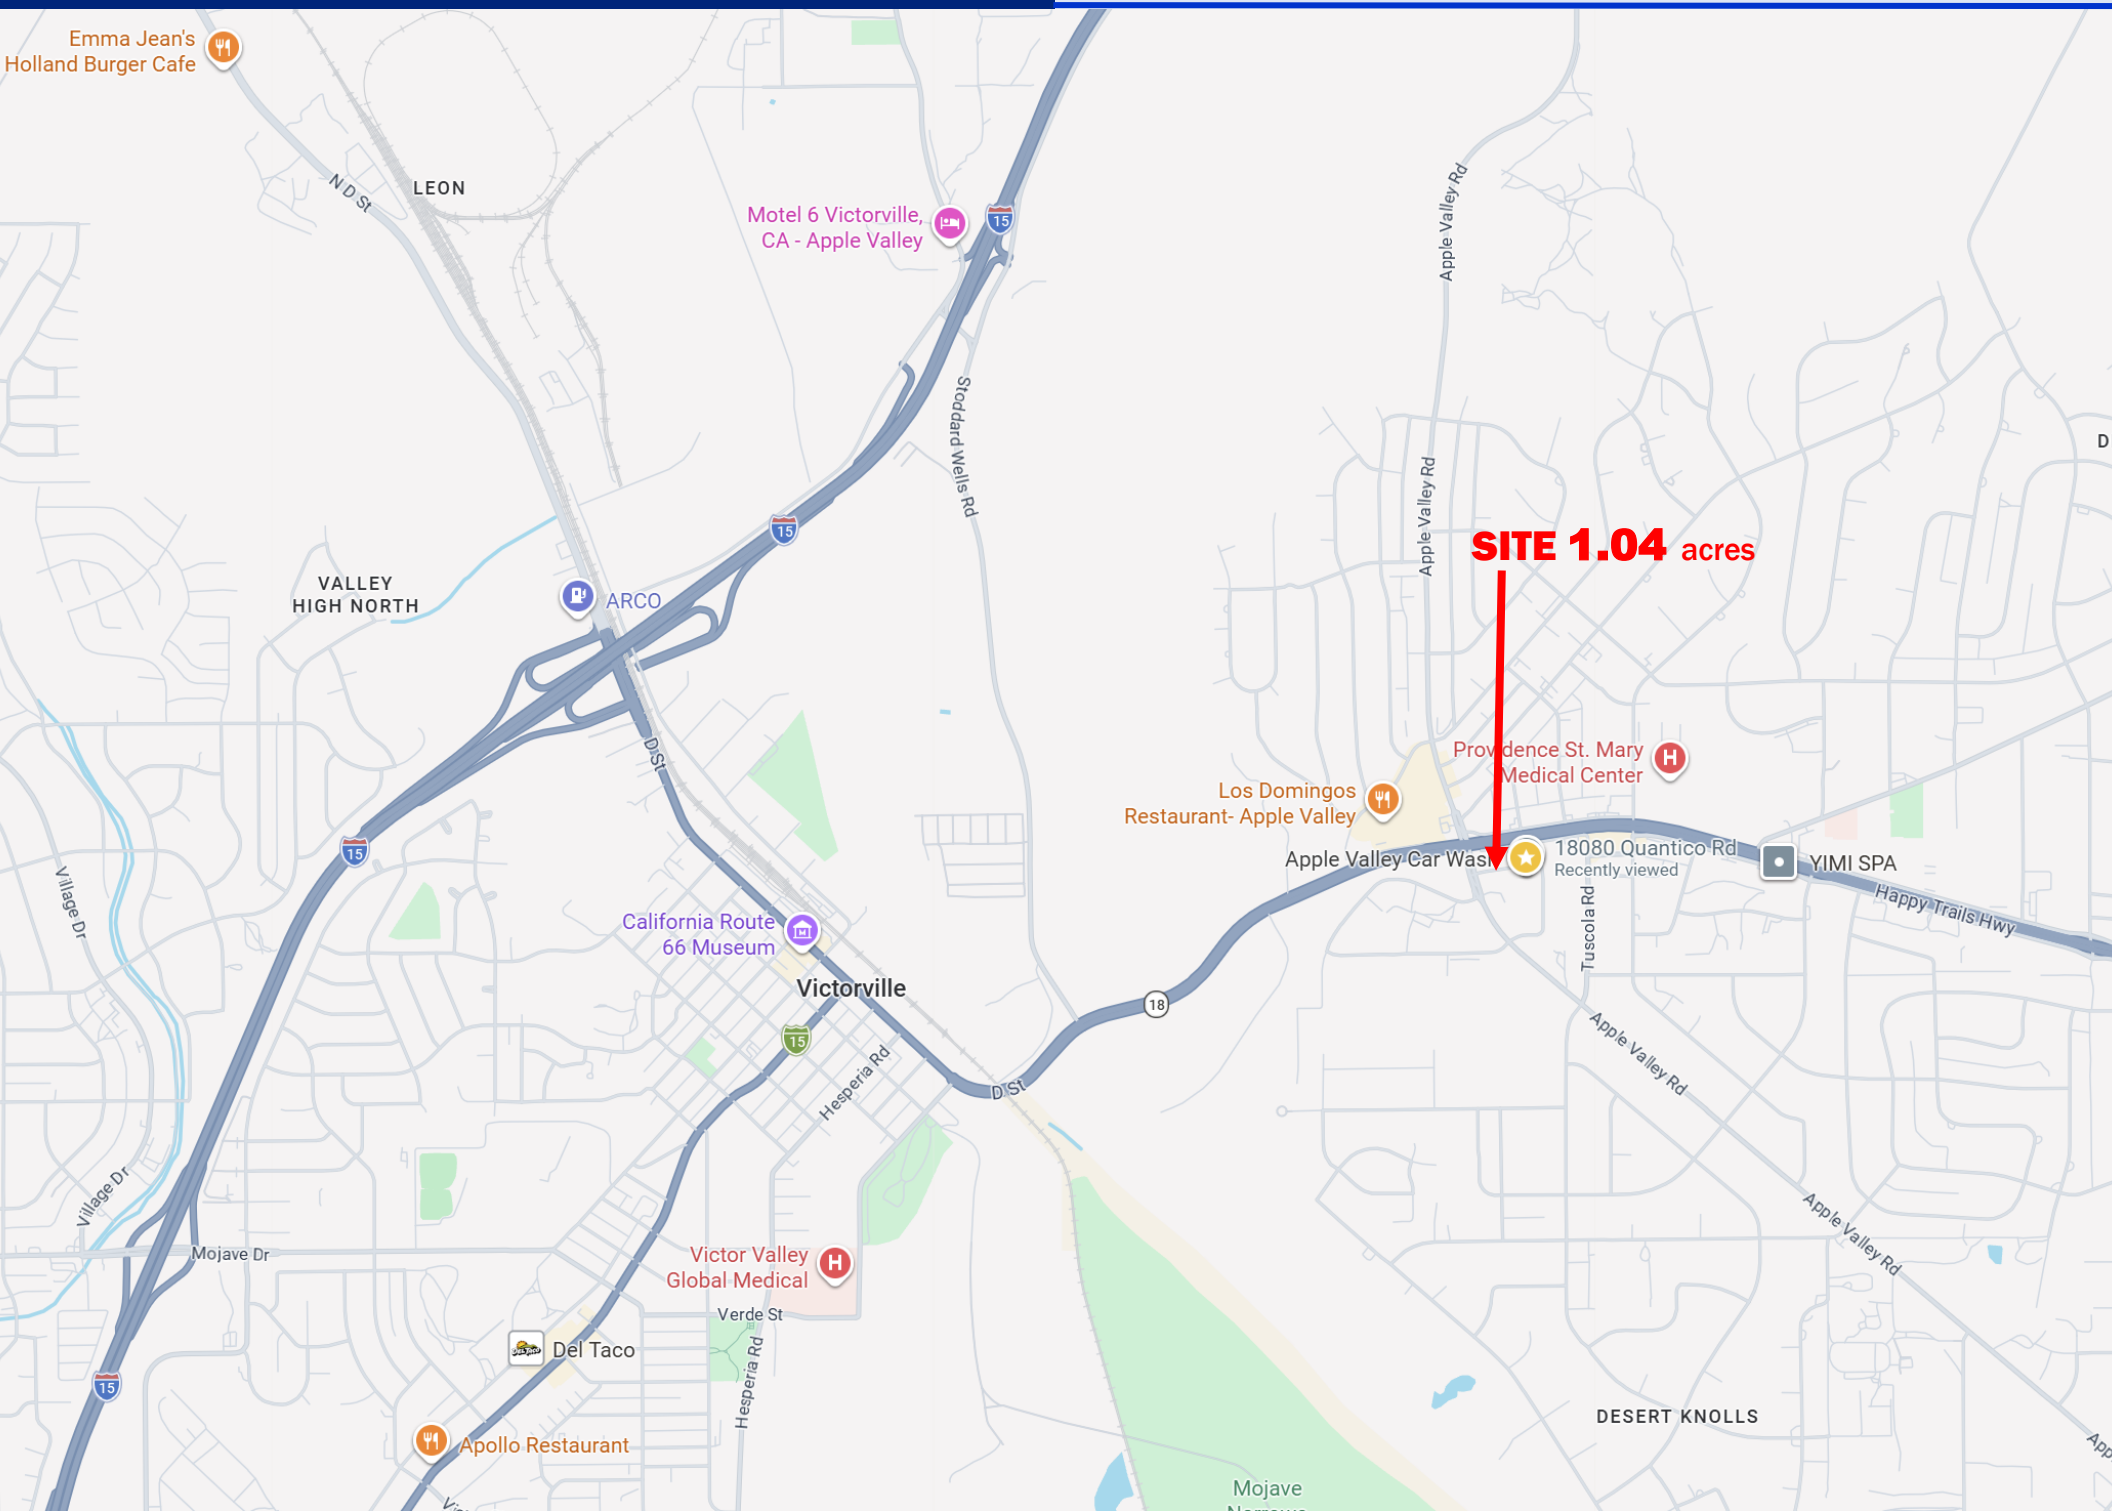 Emma Jean's
Holland Burger Cafe
N D St
LEON
Motel 6 Victorville,
CA - Apple Valley
15
Apple Valley Rd
Stoddard Wells Rd
Apple Valley Rd
D
15
SITE 1.04 acres
VALLEY
HIGH NORTH
ARCO
D St
Providence St. Mary
Medical Center
Los Domingos
Restaurant- Apple Valley
15
Apple Valley Car Wash
18080 Quantico Rd
Recently viewed
YIMI SPA
Happy Trails Hwy
Village Dr
Tuscola Rd
California Route
66 Museum
Victorville
18
15
Hesperia Rd
D St
Apple Valley Rd
Village Dr
Mojave Dr
Victor Valley
Global Medical
Apple Valley Rd
Verde St
Del Taco
Hesperia Rd
15
DESERT KNOLLS
Apollo Restaurant
Mojave